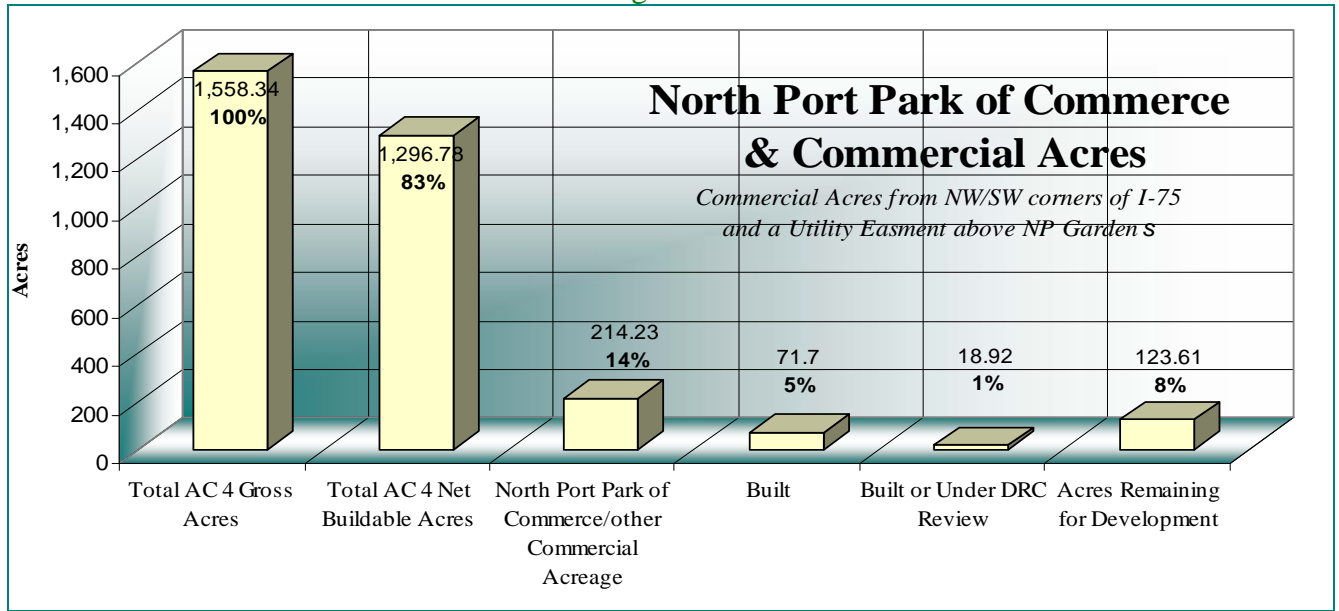 North Port Park of Commerce
& Commercial Acres
Commercial Acres from NW/SW corners of I-75
and a Utility Easment above NP Garden s
Acres
1,600
1,400
1,200
1,000
800
600
400
200
0
1,558.34
100%
1,296.78
83%
214.23
14%
71.7
5%
18.92
1%
123.61
8%
Total AC 4 Gross
Acres
Total AC 4 Net
Buildable Acres
North Port Park of
Commerce/other
Commercial
Acreage
Built
Built or Under DRC
Review
Acres Remaining
for Development